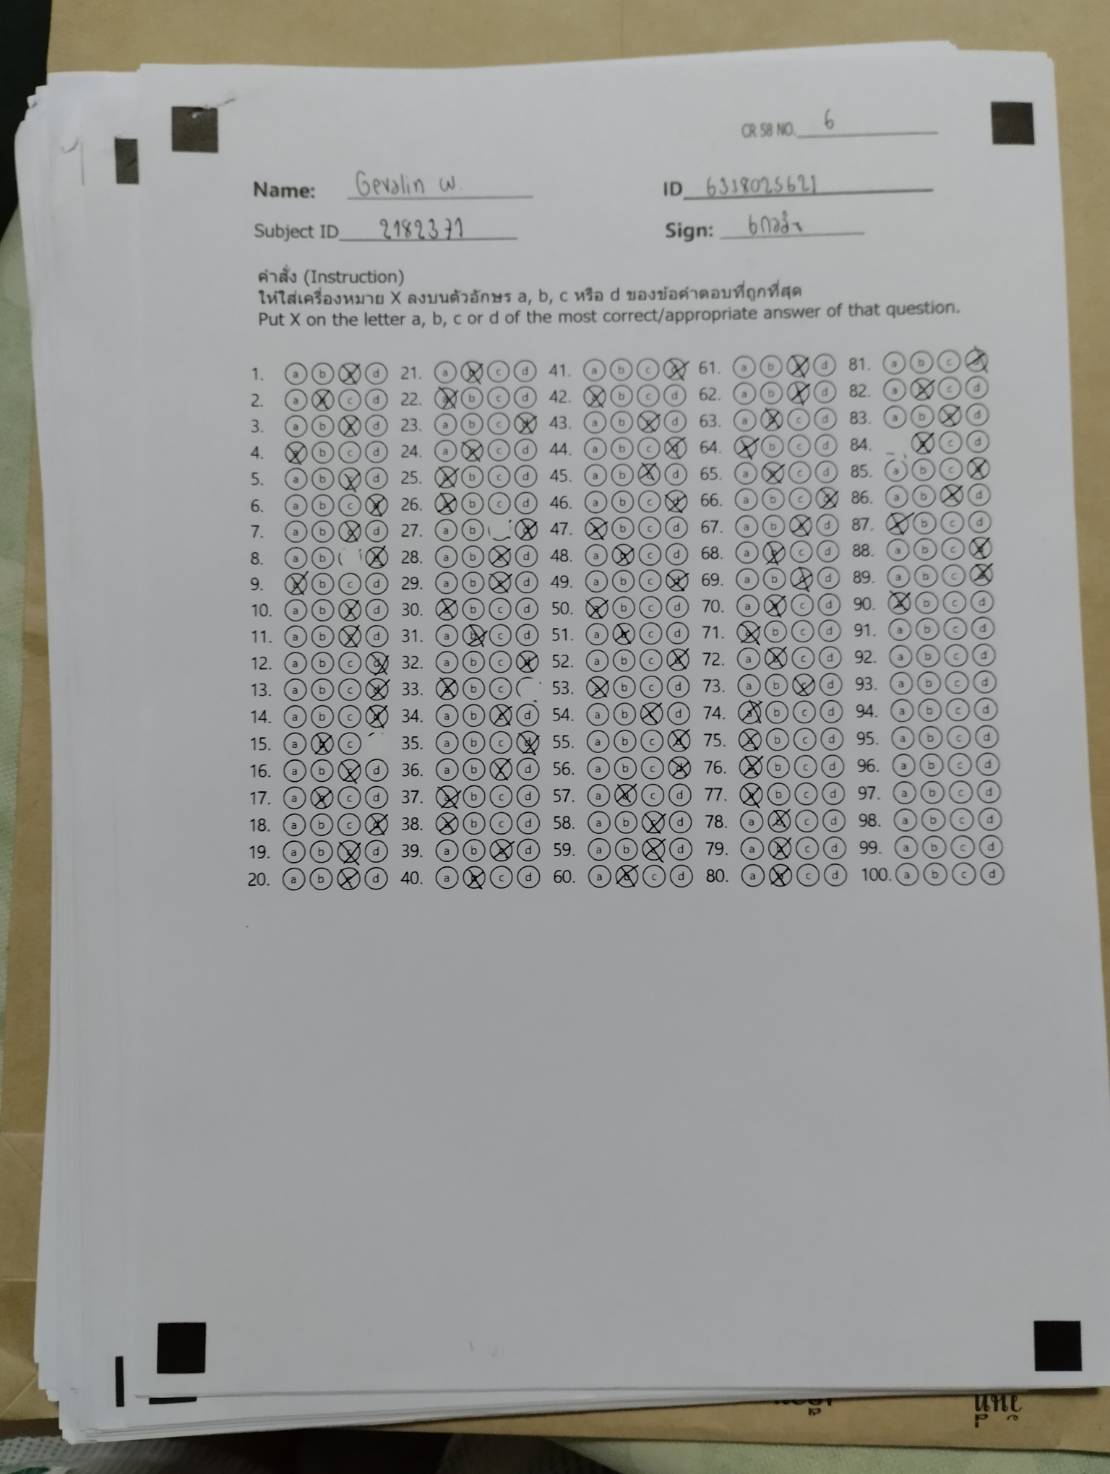 CR 58 NO. 6
Name: Gevalin W. ID 6338025621
Subject ID 2182371 Sign:
คำสั่ง (Instruction)
ให้ใส่เครื่องหมาย X ลงบนตัวอักษร a, b, c หรือ d ของข้อคำตอบที่ถูกที่สุด
Put X on the letter a, b, c or d of the most correct/appropriate answer of that question.
1. a b X d 21. a X c d 41. a b c X 61. a b X d 81. a b c X
2. a X c d 22. X b c d 42. X b c d 62. a b X d 82. a X c d
3. a b X d 23. a b c X 43. a b X d 63. a X c d 83. a b X d
4. X b c d 24. a X c d 44. a b c X 64. X b c d 84. X c d
5. a b X d 25. X b c d 45. a b X d 65. a X c d 85. a b c X
6. a b c X 26. X b c d 46. a b c X 66. a b c X 86. a b X d
7. a b X d 27. a b X 47. X b c d 67. a b X d 87. X b c d
8. a b X 28. a b X d 48. a X c d 68. a X c d 88. a b c X
9. X b c d 29. a b X d 49. a b c X 69. a b X d 89. a b c X
10. a b X d 30. X b c d 50. X b c d 70. a X c d 90. X b c d
11. a b X d 31. a X c d 51. a X c d 71. X b c d 91. a b c d
12. a b c X 32. a b c X 52. a b c X 72. a X c d 92. a b c d
13. a b c X 33. X b c 53. X b c d 73. a b X d 93. a b c d
14. a b c X 34. a b X d 54. a b X d 74. X b c d 94. a b c d
15. a X c 35. a b c X 55. a b c X 75. X b c d 95. a b c d
16. a b X d 36. a b X d 56. a b c X 76. X b c d 96. a b c d
17. a X c d 37. X b c d 57. a X c d 77. X b c d 97. a b c d
18. a b c X 38. X b c d 58. a b X d 78. a X c d 98. a b c d
19. a b X d 39. a b X d 59. a b X d 79. a X c d 99. a b c d
20. a b X d 40. a X c d 60. a X c d 80. a X c d 100. a b c d